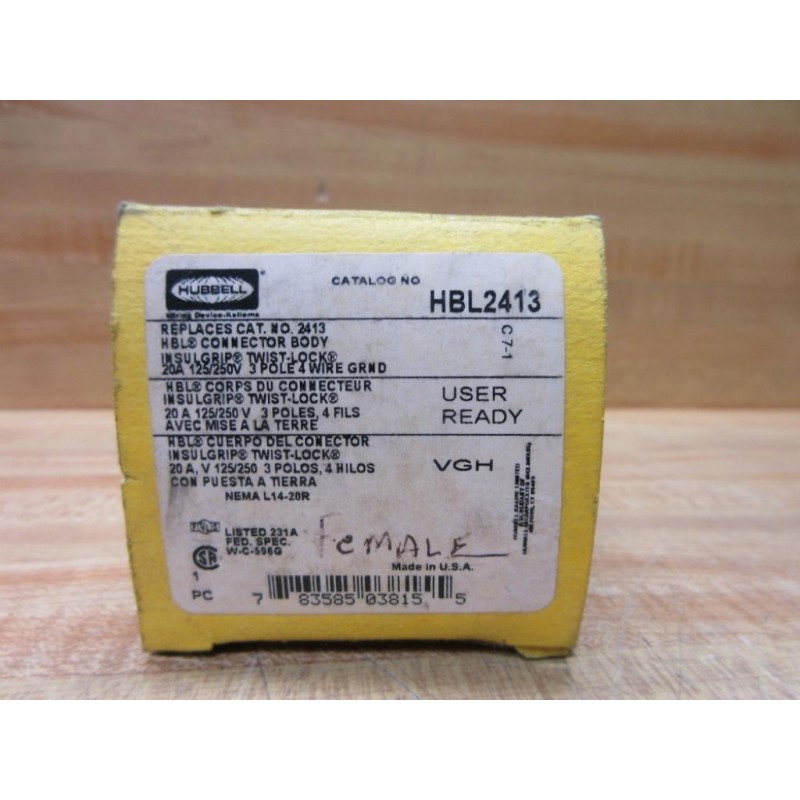 HUBBELL®
Wiring Device-Kellems
CATALOG NO
HBL2413
REPLACES CAT. NO. 2413
HBL® CONNECTOR BODY
INSULGRIP® TWIST-LOCK®
20A 125/250V 3 POLE 4 WIRE GRND
C 7-1
HBL® CORPS DU CONNECTEUR
INSULGRIP® TWIST-LOCK®
20 A 125/250 V 3 POLES, 4 FILS
AVEC MISE A LA TERRE
USER
READY
HBL® CUERPO DEL CONECTOR
INSULGRIP® TWIST-LOCK®
20 A, V 125/250 3 POLOS, 4 HILOS
CON PUESTA A TIERRA
NEMA L14-20R
VGH
LISTED 231A
FED. SPEC.
W-C-596G
FeMALE
Made in U.S.A.
1
PC
7 83585 03815 5